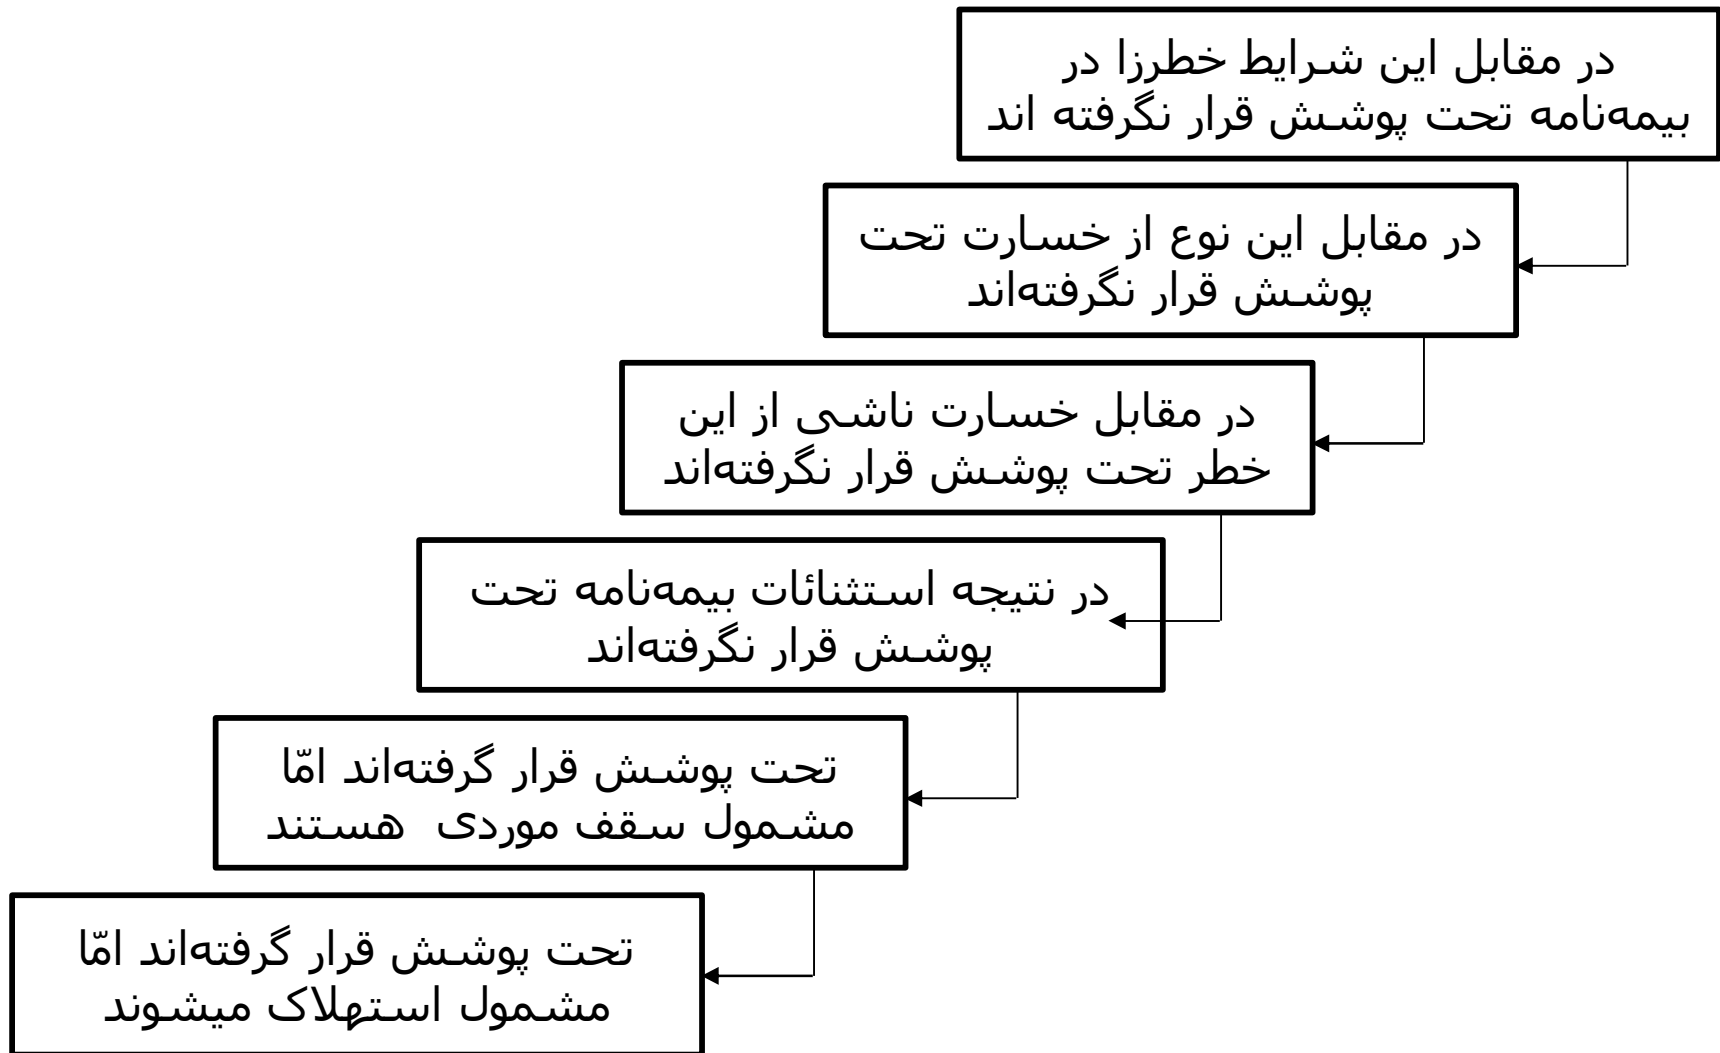 در مقابل این شرایط خطرزا در
بیمه‌نامه تحت پوشش قرار نگرفته اند
در مقابل این نوع از خسارت تحت
پوشش قرار نگرفته‌اند
در مقابل خسارت ناشی از این
خطر تحت پوشش قرار نگرفته‌اند
در نتیجه استثنائات بیمه‌نامه تحت
پوشش قرار نگرفته‌اند
تحت پوشش قرار گرفته‌اند امّا
مشمول سقف موردی هستند
تحت پوشش قرار گرفته‌اند امّا
مشمول استهلاک میشوند